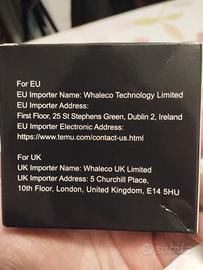 For EU
EU Importer Name: Whaleco Technology Limited
EU Importer Address:
First Floor, 25 St Stephens Green, Dublin 2, Ireland
EU Importer Electronic Address:
https://www.temu.com/contact-us.html
For UK
UK Importer Name: Whaleco UK Limited
UK Importer Address: 5 Churchill Place,
10th Floor, London, United Kingdom, E14 5HU
subito